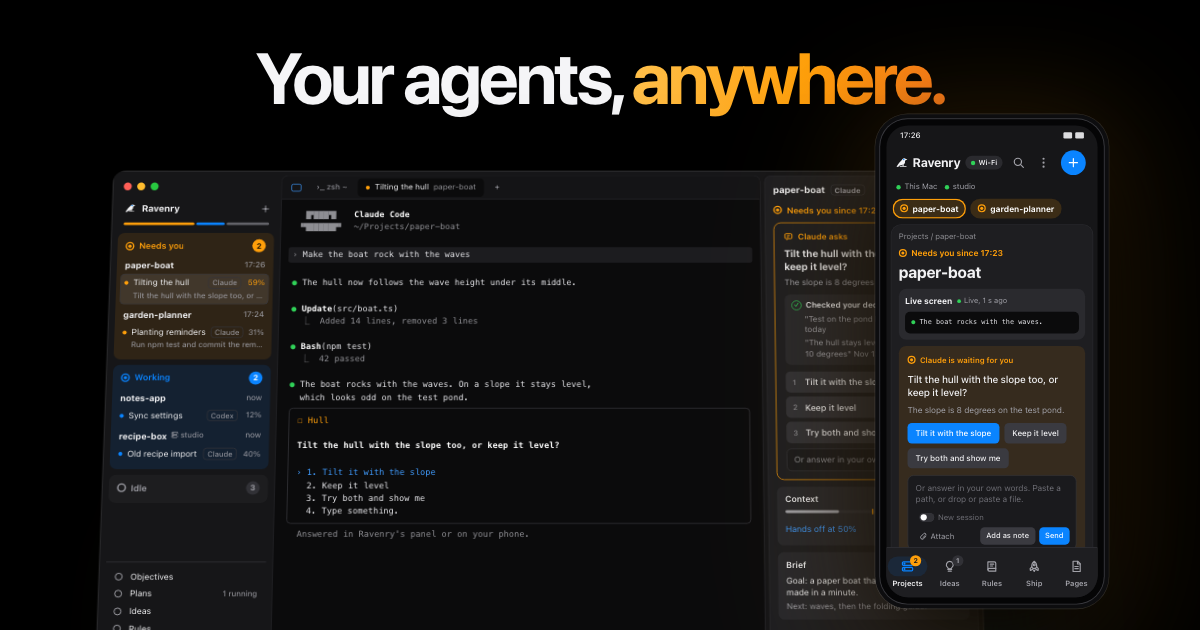 Your agents, anywhere.
Ravenry
+
Needs you 2
paper-boat 17:26
Tilting the hull Claude 59%
Tilt the hull with the slope too, or ...
garden-planner 17:24
Planting reminders Claude 31%
Run npm test and commit the rem...
Working 2
notes-app now
Sync settings Codex 12%
recipe-box studio now
Old recipe import Claude 40%
Idle 3
Objectives
Plans 1 running
Ideas
Rules
›_ zsh ~
Tilting the hull paper-boat
+
Claude Code
~/Projects/paper-boat
› Make the boat rock with the waves
The hull now follows the wave height under its middle.
Update(src/boat.ts)
Added 14 lines, removed 3 lines
Bash(npm test)
42 passed
The boat rocks with the waves. On a slope it stays level,
which looks odd on the test pond.
Hull
Tilt the hull with the slope too, or keep it level?
› 1. Tilt it with the slope
2. Keep it level
3. Try both and show me
4. Type something.
Answered in Ravenry's panel or on your phone.
paper-boat Claude
Needs you since 17:2
Claude asks
Tilt the hull with th
keep it level?
The slope is 8 degrees
Checked your dec
"Test on the pond
today
"The hull stays lev
10 degrees" Nov 1
1 Tilt it with the slo
2 Keep it level
3 Try both and sho
Or answer in your ow
Context
Hands off at 50%
Brief
Goal: a paper boat tha
made in a minute.
Next: waves, then the folding
17:26
Ravenry Wi-Fi +
This Mac studio
paper-boat garden-planner
Projects / paper-boat
Needs you since 17:23
paper-boat
Live screen Live, 1 s ago
The boat rocks with the waves.
Claude is waiting for you
Tilt the hull with the slope too, or
keep it level?
The slope is 8 degrees on the test pond.
Tilt it with the slope Keep it level
Try both and show me
Or answer in your own words. Paste a
path, or drop or paste a file.
New session
Attach Add as note Send
2 1
Projects Ideas Rules Ship Pages